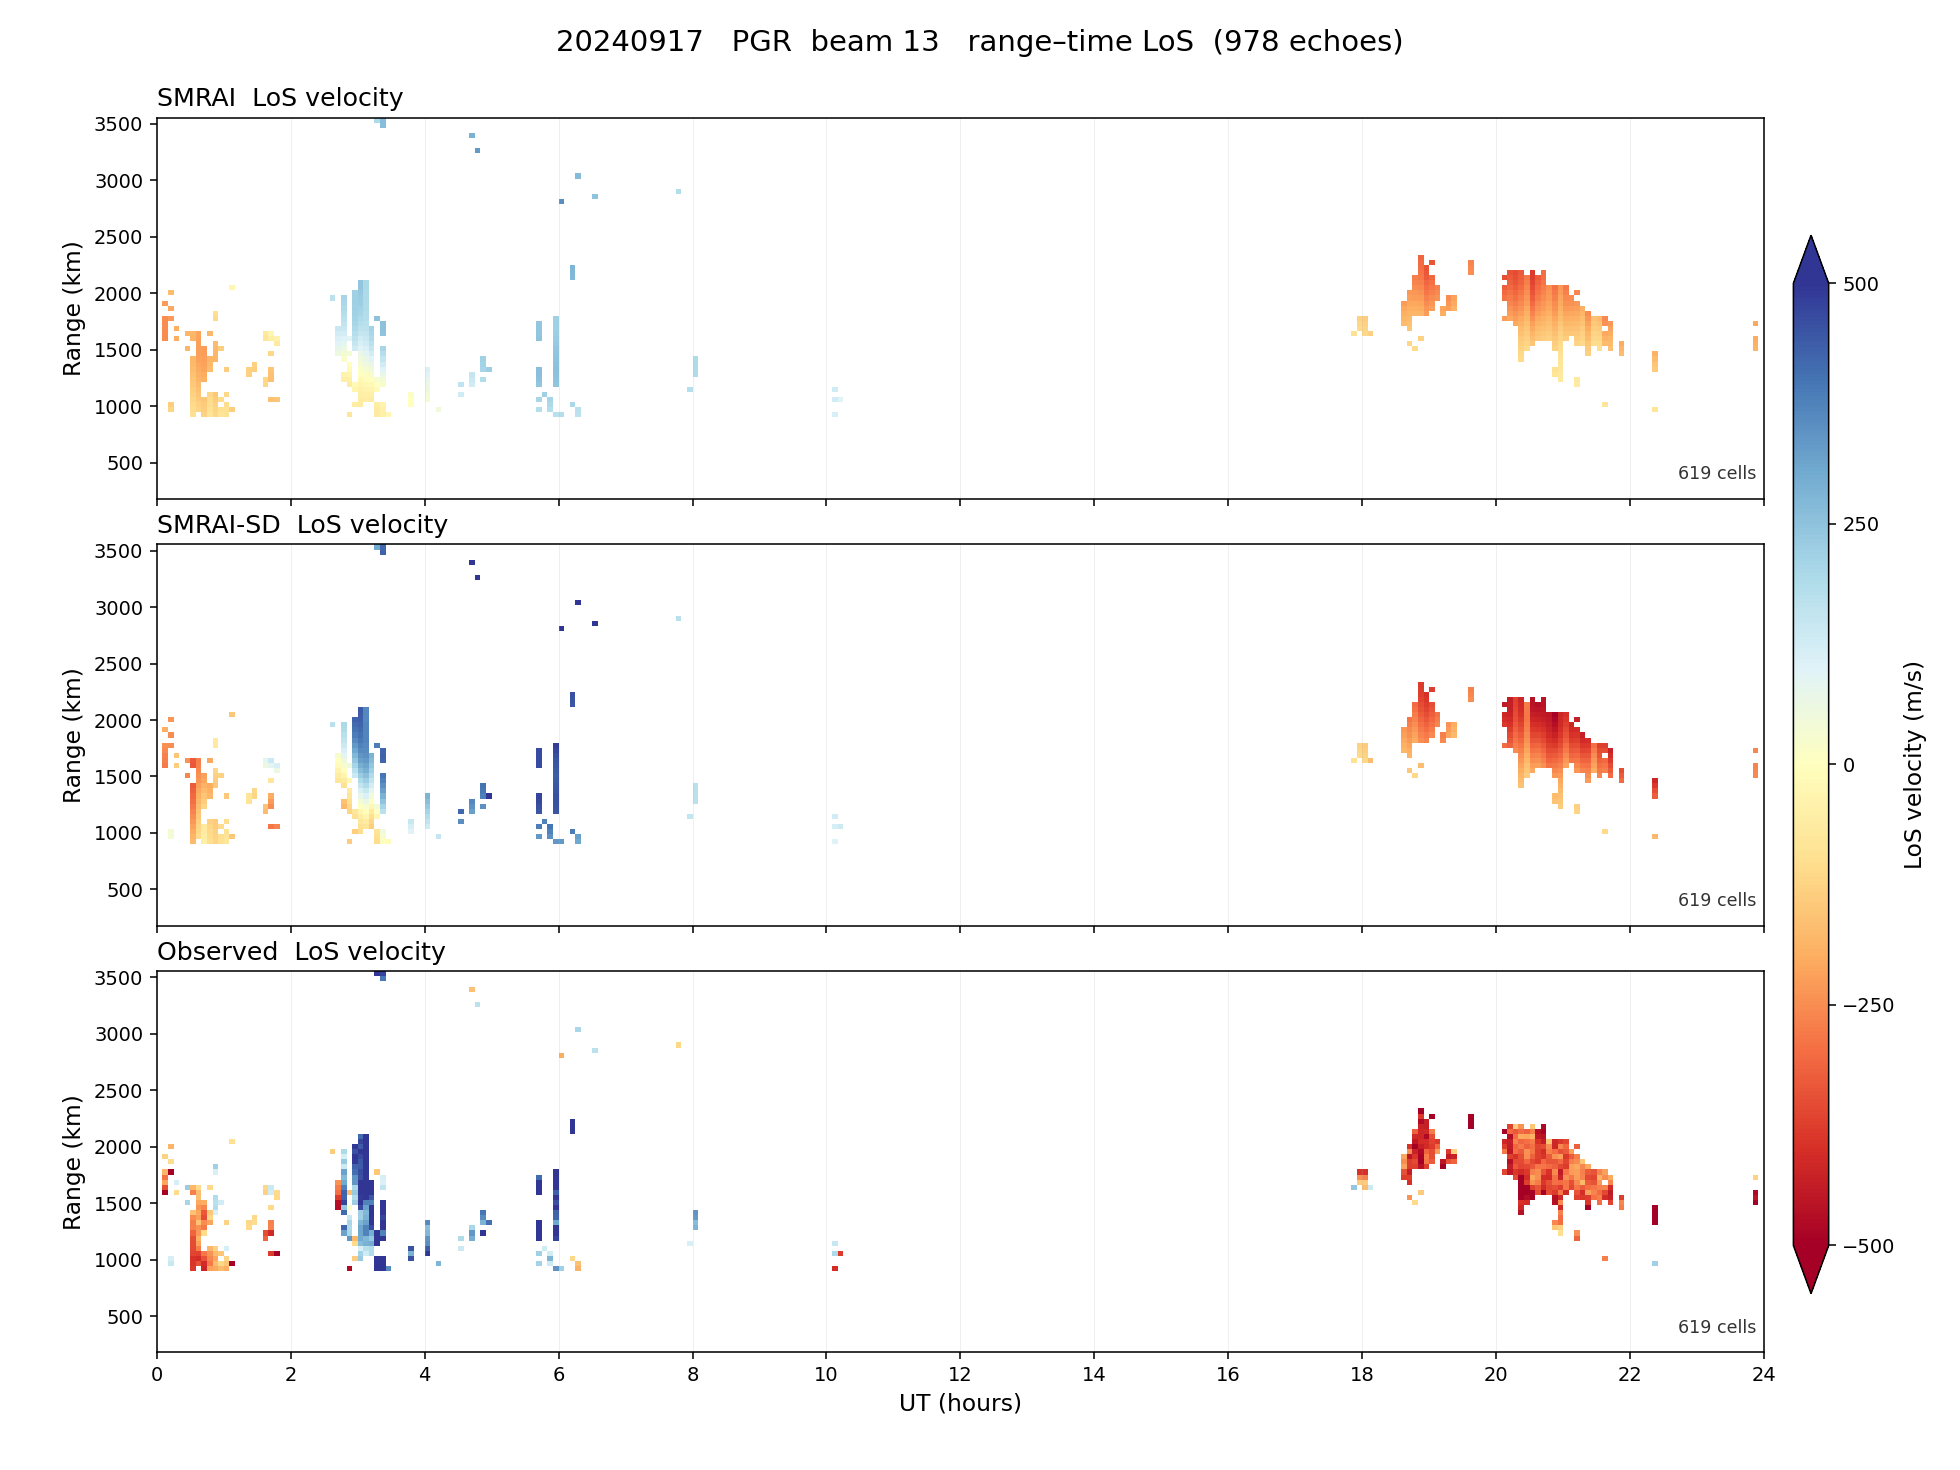 20240917   PGR  beam 13   range–time LoS  (978 echoes)
SMRAI  LoS velocity
3500
3000
2500
2000
1500
1000
500
Range (km)
619 cells
SMRAI-SD  LoS velocity
3500
3000
2500
2000
1500
1000
500
Range (km)
619 cells
Observed  LoS velocity
3500
3000
2500
2000
1500
1000
500
Range (km)
619 cells
0 2 4 6 8 10 12 14 16 18 20 22 24
UT (hours)
500
250
0
−250
−500
LoS velocity (m/s)